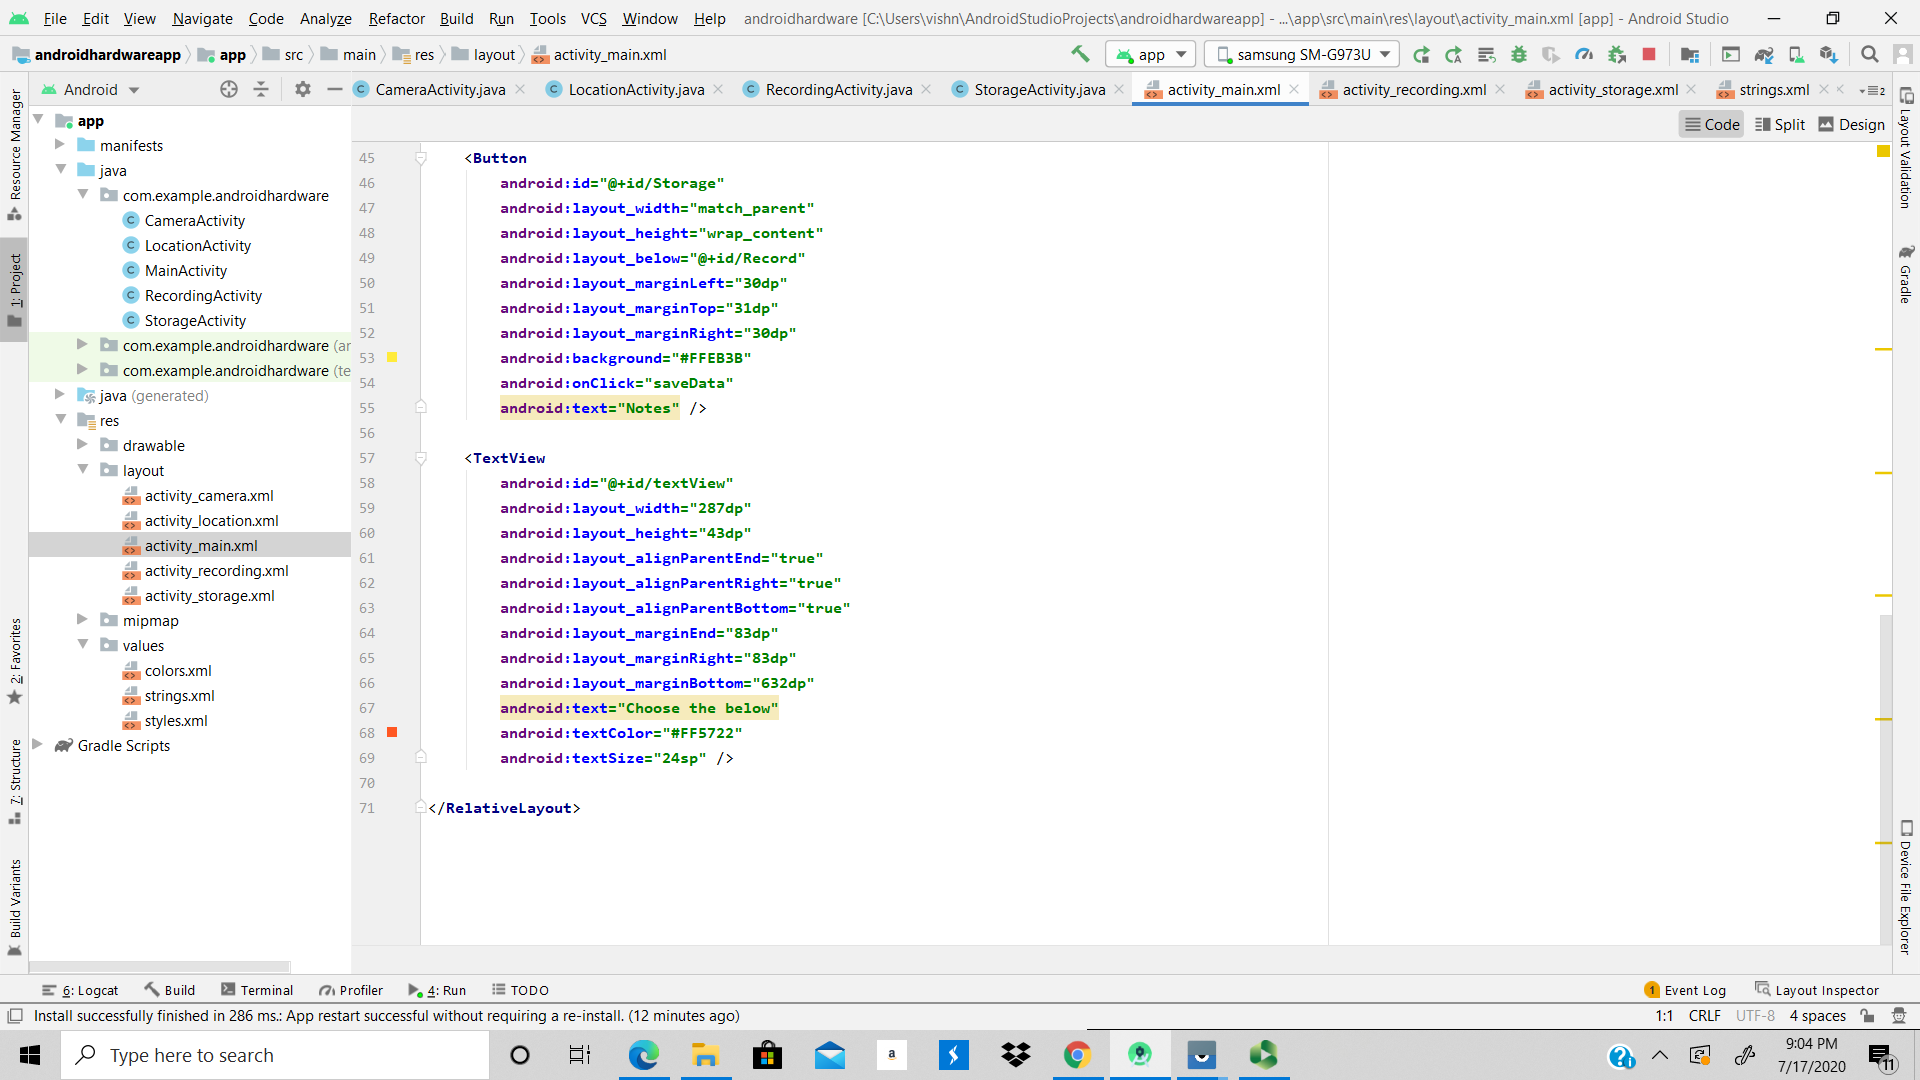 File Edit View Navigate Code Analyze Refactor Build Run Tools VCS Window Help androidhardware [C:\Users\vishn\AndroidStudioProjects\androidhardwareapp] - ...\app\src\main\res\layout\activity_main.xml [app] - Android Studio
androidhardwareapp app src main res layout activity_main.xml app samsung SM-G973U
Android CameraActivity.java LocationActivity.java RecordingActivity.java StorageActivity.java activity_main.xml activity_recording.xml activity_storage.xml strings.xml 2
Code Split Design
Resource Manager
1: Project
2: Favorites
7: Structure
Build Variants
app
manifests
java
com.example.androidhardware
CameraActivity
LocationActivity
MainActivity
RecordingActivity
StorageActivity
com.example.androidhardware (ar
com.example.androidhardware (te
java (generated)
res
drawable
layout
activity_camera.xml
activity_location.xml
activity_main.xml
activity_recording.xml
activity_storage.xml
mipmap
values
colors.xml
strings.xml
styles.xml
Gradle Scripts
45 <Button
46 android:id="@+id/Storage"
47 android:layout_width="match_parent"
48 android:layout_height="wrap_content"
49 android:layout_below="@+id/Record"
50 android:layout_marginLeft="30dp"
51 android:layout_marginTop="31dp"
52 android:layout_marginRight="30dp"
53 android:background="#FFEB3B"
54 android:onClick="saveData"
55 android:text="Notes" />
56
57 <TextView
58 android:id="@+id/textView"
59 android:layout_width="287dp"
60 android:layout_height="43dp"
61 android:layout_alignParentEnd="true"
62 android:layout_alignParentRight="true"
63 android:layout_alignParentBottom="true"
64 android:layout_marginEnd="83dp"
65 android:layout_marginRight="83dp"
66 android:layout_marginBottom="632dp"
67 android:text="Choose the below"
68 android:textColor="#FF5722"
69 android:textSize="24sp" />
70
71 </RelativeLayout>
Layout Validation
Gradle
Device File Explorer
6: Logcat Build Terminal Profiler 4: Run TODO 1 Event Log Layout Inspector
Install successfully finished in 286 ms.: App restart successful without requiring a re-install. (12 minutes ago) 1:1 CRLF UTF-8 4 spaces
Type here to search a 9:04 PM
7/17/2020 11